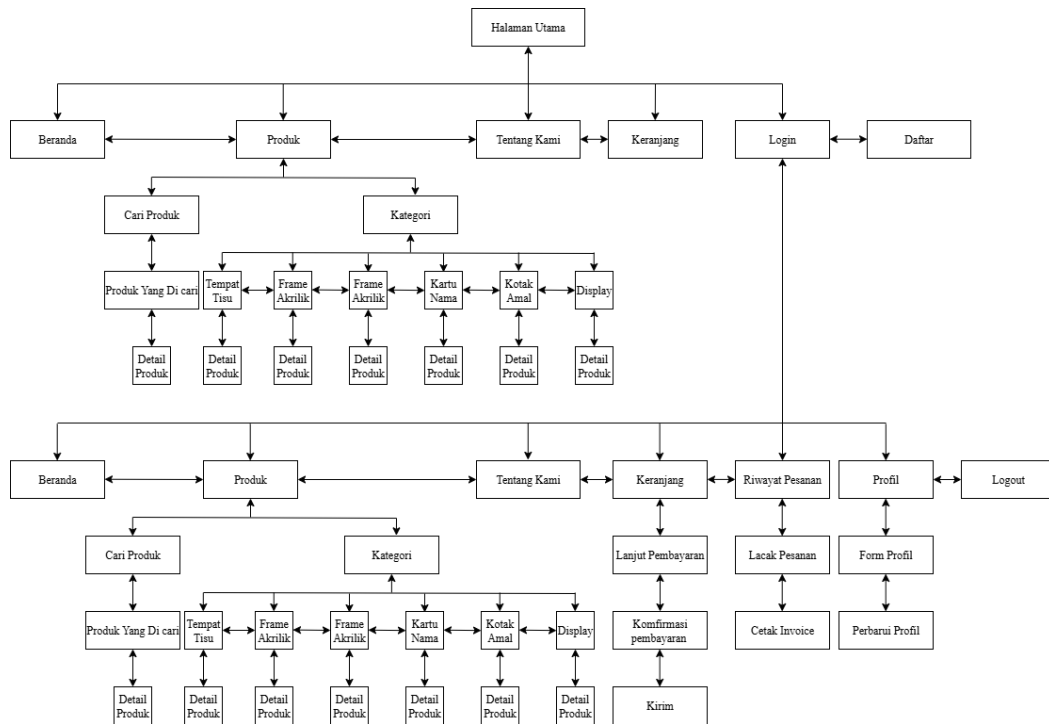 Halaman Utama
Beranda
Produk
Tentang Kami
Keranjang
Login
Daftar
Cari Produk
Kategori
Produk Yang Di cari
Tempat
Tisu
Frame
Akrilik
Frame
Akrilik
Kartu
Nama
Kotak
Amal
Display
Detail
Produk
Detail
Produk
Detail
Produk
Detail
Produk
Detail
Produk
Detail
Produk
Detail
Produk
Beranda
Produk
Tentang Kami
Keranjang
Riwayat Pesanan
Profil
Logout
Cari Produk
Kategori
Lanjut Pembayaran
Lacak Pesanan
Form Profil
Produk Yang Di cari
Tempat
Tisu
Frame
Akrilik
Frame
Akrilik
Kartu
Nama
Kotak
Amal
Display
Komfirmasi
pembayaran
Cetak Invoice
Perbarui Profil
Detail
Produk
Detail
Produk
Detail
Produk
Detail
Produk
Detail
Produk
Detail
Produk
Detail
Produk
Kirim